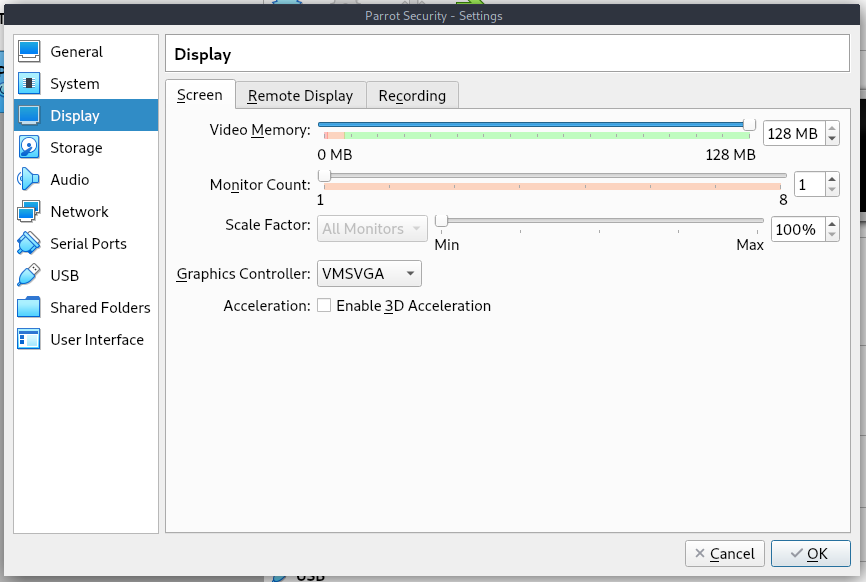 Parrot Security - Settings
General
System
Display
Storage
Audio
Network
Serial Ports
USB
Shared Folders
User Interface
Display
Screen Remote Display Recording
Video Memory: 128 MB
0 MB 128 MB
Monitor Count: 1
1 8
Scale Factor: All Monitors 100%
Min Max
Graphics Controller: VMSVGA
Acceleration: Enable 3D Acceleration
Cancel OK
USB